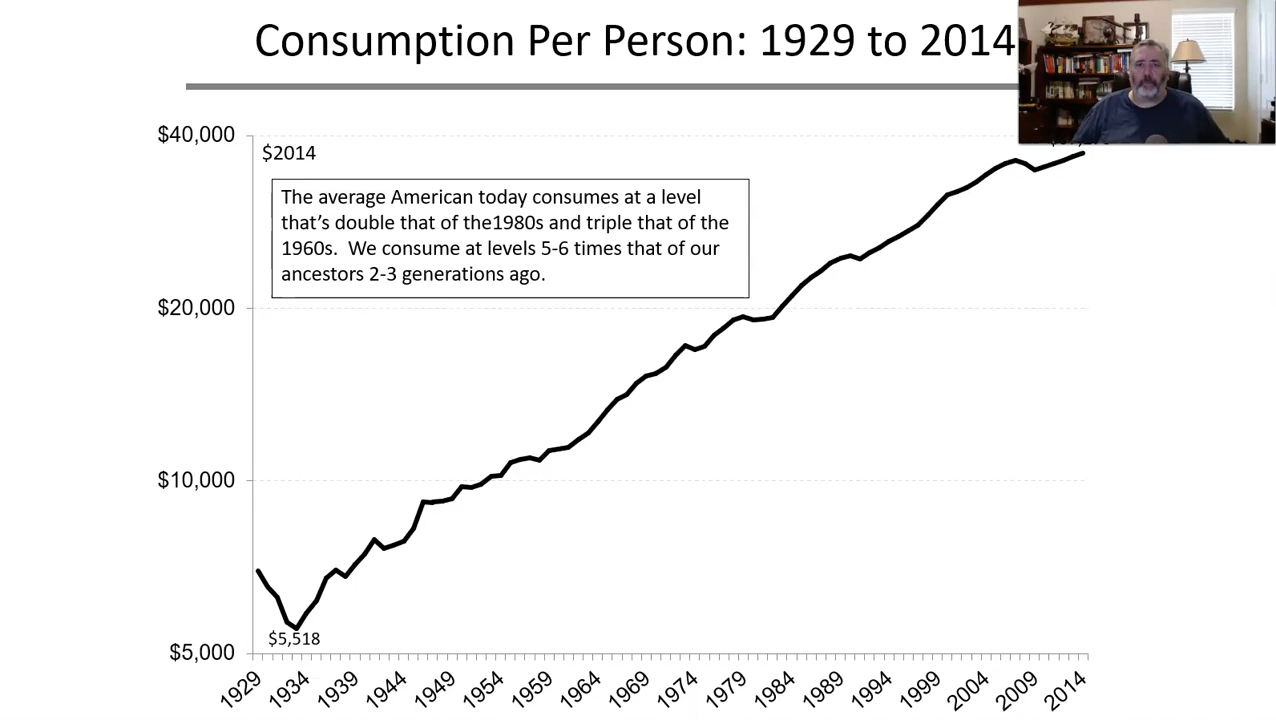 Consumption Per Person: 1929 to 2014
$40,000
$2014
The average American today consumes at a level
that's double that of the1980s and triple that of the
1960s.  We consume at levels 5-6 times that of our
ancestors 2-3 generations ago.
$20,000
$10,000
$5,518
$5,000
1929 1934 1939 1944 1949 1954 1959 1964 1969 1974 1979 1984 1989 1994 1999 2004 2009 2014